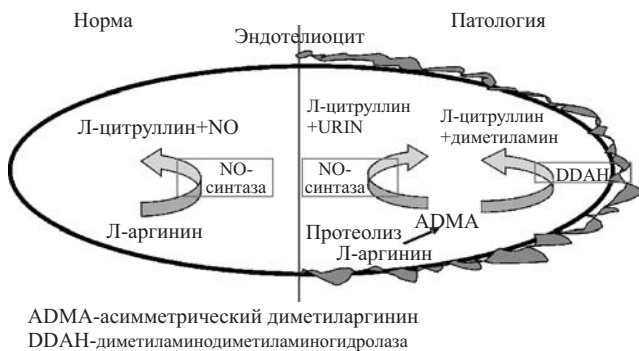 Норма
Патология
Эндотелиоцит
Л-цитруллин+NO
Л-цитруллин
+URIN
Л-цитруллин
+диметиламин
NO-
синтаза
NO-
синтаза
DDAH
Л-аргинин
ADMA
Протеолиз
Л-аргинин
ADMA-асимметрический диметиларгинин
DDAH-диметиламинодиметиламиногидролаза